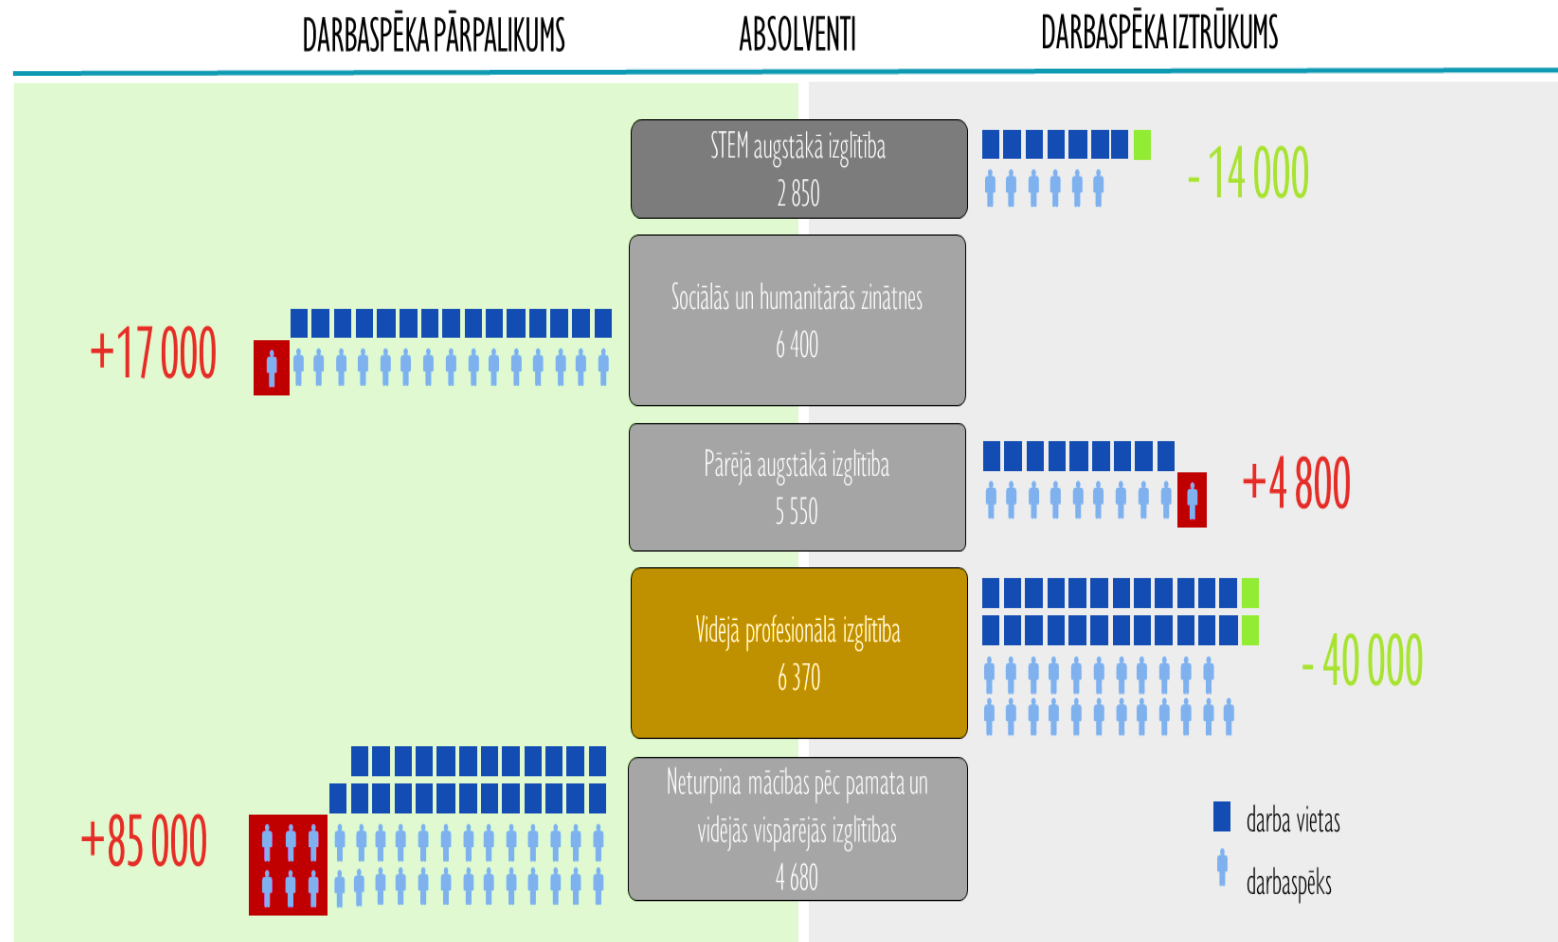 DARBASPĒKA PĀRPALIKUMS
ABSOLVENTI
DARBASPĒKA IZTRŪKUMS
STEM augstākā izglītība
2 850
- 14 000
Sociālās un humanitārās zinātnes
6 400
+17 000
Pārējā augstākā izglītība
5 550
+4 800
Vidējā profesionālā izglītība
6 370
- 40 000
Neturpina mācības pēc pamata un
vidējās vispārējās izglītības
4 680
+85 000
darba vietas
darbaspēks